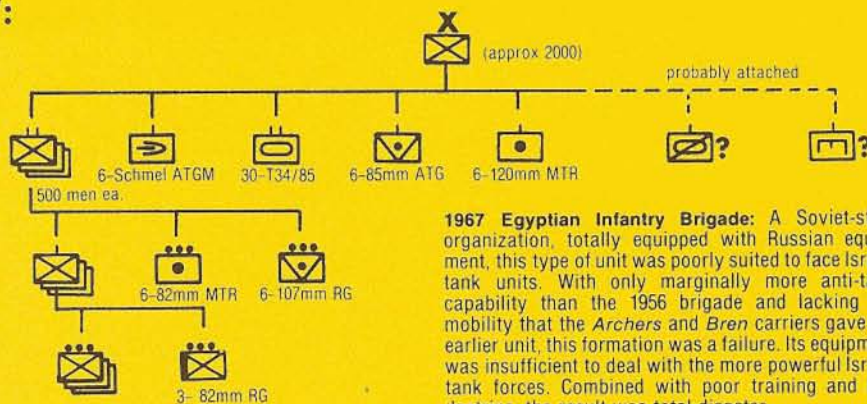 X
(approx 2000)
probably attached
6-Schmel ATGM 30-T34/85 6-85mm ATG 6-120mm MTR ? ?
500 men ea.
6-82mm MTR 6-107mm RG
3- 82mm RG
1967 Egyptian Infantry Brigade: A Soviet-st
organization, totally equipped with Russian equ
ment, this type of unit was poorly suited to face Isr
tank units. With only marginally more anti-t
capability than the 1956 brigade and lacking
mobility that the Archers and Bren carriers gave
earlier unit, this formation was a failure. Its equipm
was insufficient to deal with the more powerful Isr
tank forces. Combined with poor training and
the result was total disaster